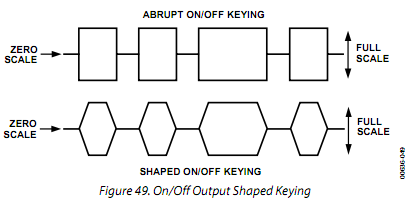 ABRUPT ON/OFF KEYING
ZERO
SCALE
FULL
SCALE
ZERO
SCALE
FULL
SCALE
SHAPED ON/OFF KEYING
00636-049
Figure 49. On/Off Output Shaped Keying